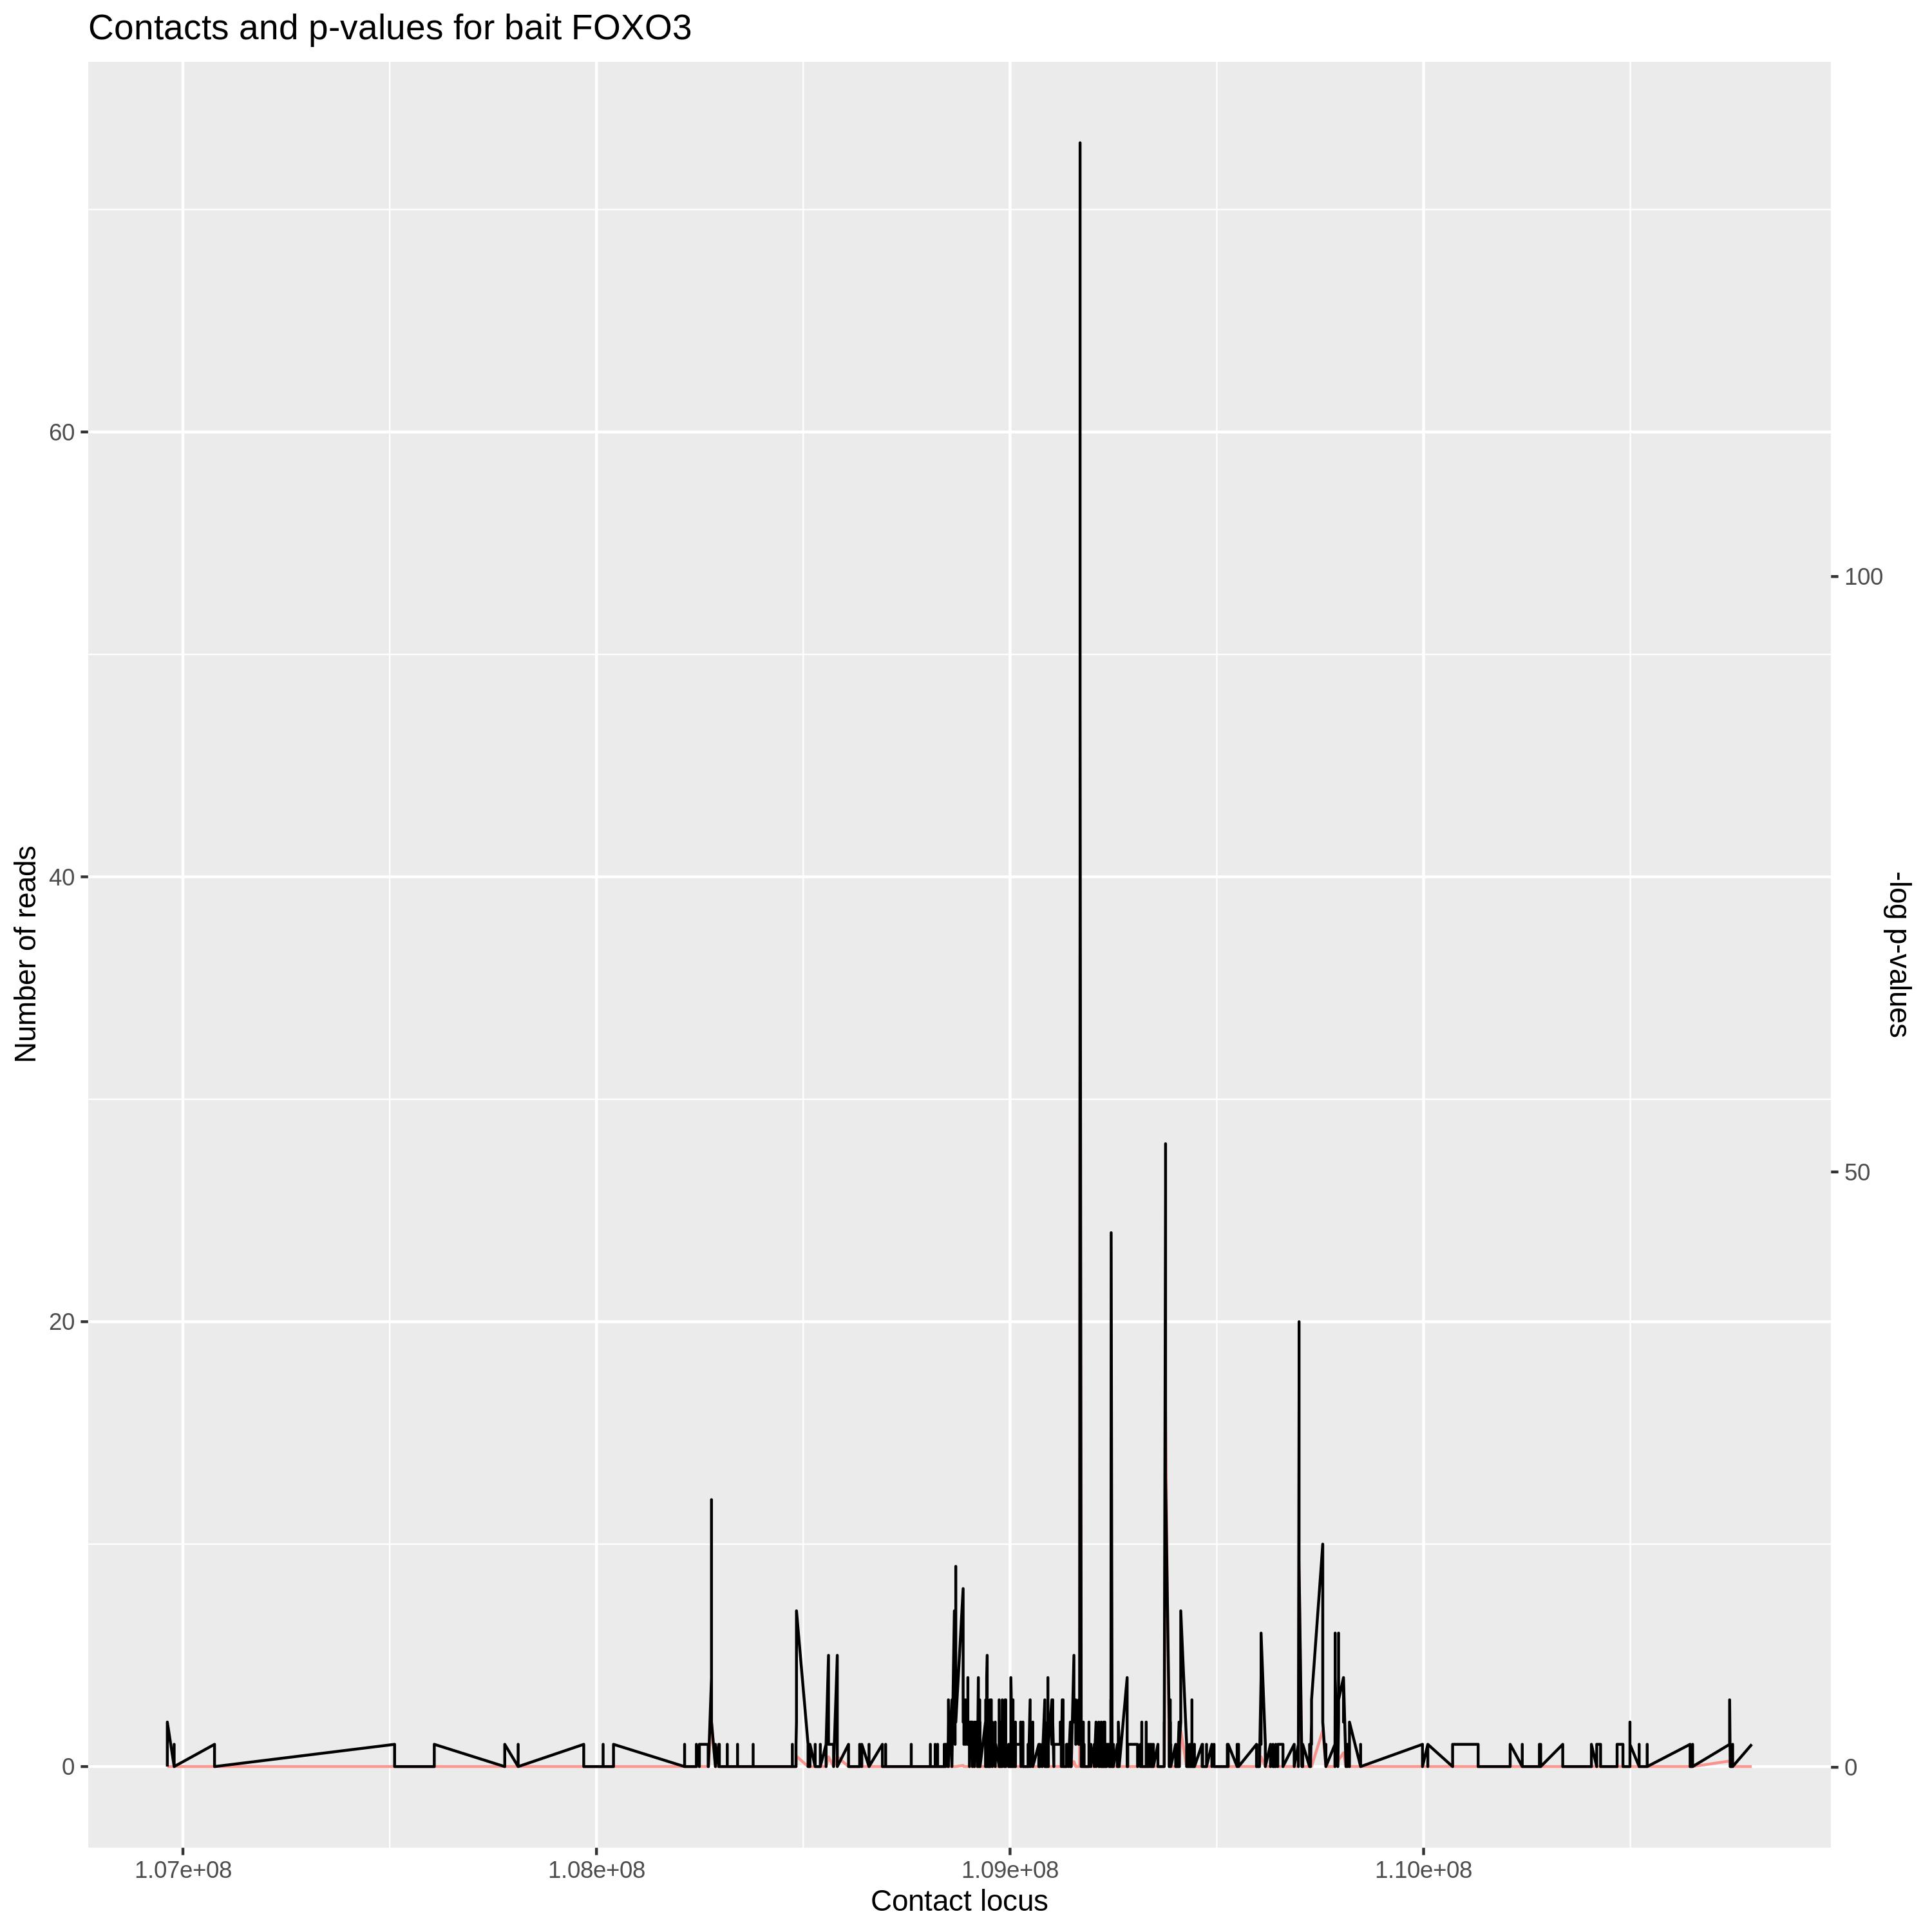 Contacts and p-values for bait FOXO3
60
40
20
0
100
50
0
Number of reads
-log p-values
1.07e+08
1.08e+08
1.09e+08
1.10e+08
Contact locus